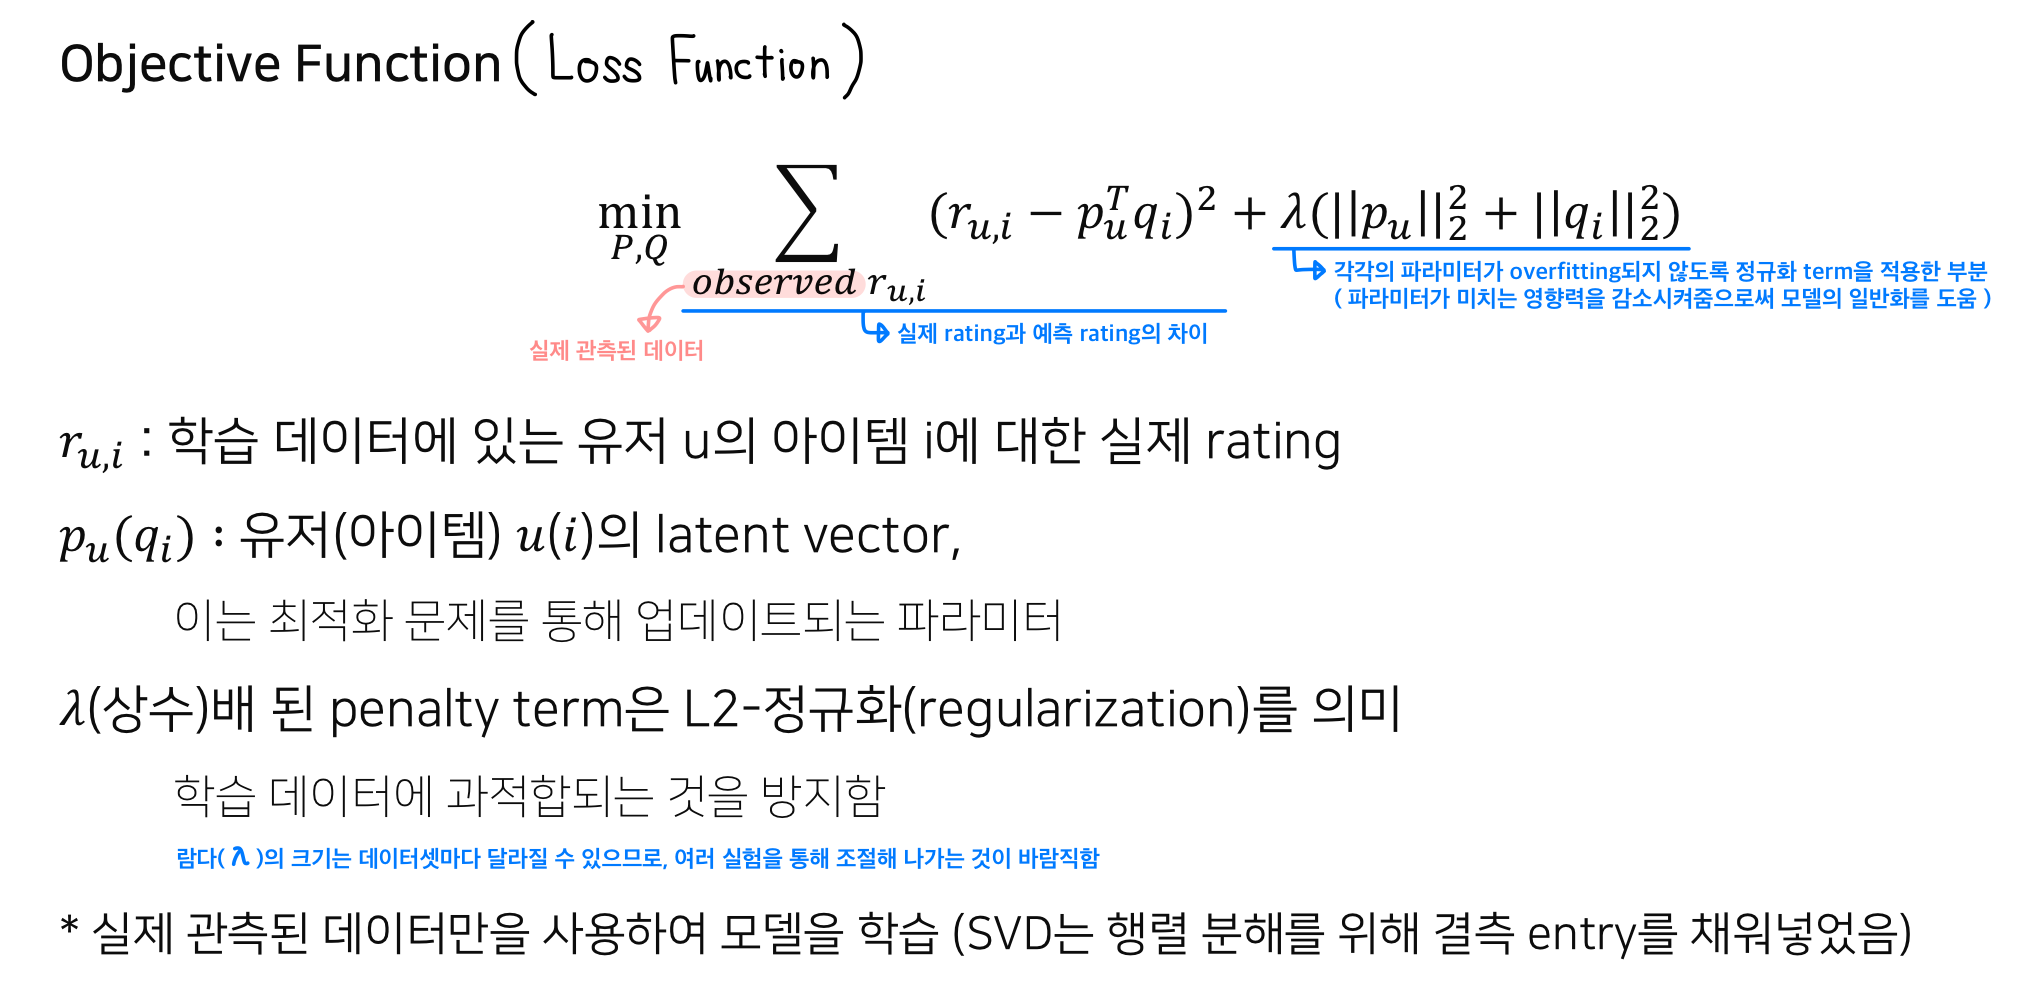 Objective Function (Loss Function)
min P,Q ∑ observed r_{u,i} (r_{u,i} − p_u^T q_i)^2 + λ(||p_u||_2^2 + ||q_i||_2^2)
각각의 파라미터가 overfitting되지 않도록 정규화 term을 적용한 부분
( 파라미터가 미치는 영향력을 감소시켜줌으로써 모델의 일반화를 도움 )
실제 rating과 예측 rating의 차이
실제 관측된 데이터
r_{u,i} : 학습 데이터에 있는 유저 u의 아이템 i에 대한 실제 rating
p_u(q_i) : 유저(아이템) u(i)의 latent vector,
이는 최적화 문제를 통해 업데이트되는 파라미터
λ(상수)배 된 penalty term은 L2-정규화(regularization)를 의미
학습 데이터에 과적합되는 것을 방지함
람다( λ )의 크기는 데이터셋마다 달라질 수 있으므로, 여러 실험을 통해 조절해 나가는 것이 바람직함
* 실제 관측된 데이터만을 사용하여 모델을 학습 (SVD는 행렬 분해를 위해 결측 entry를 채워넣었음)